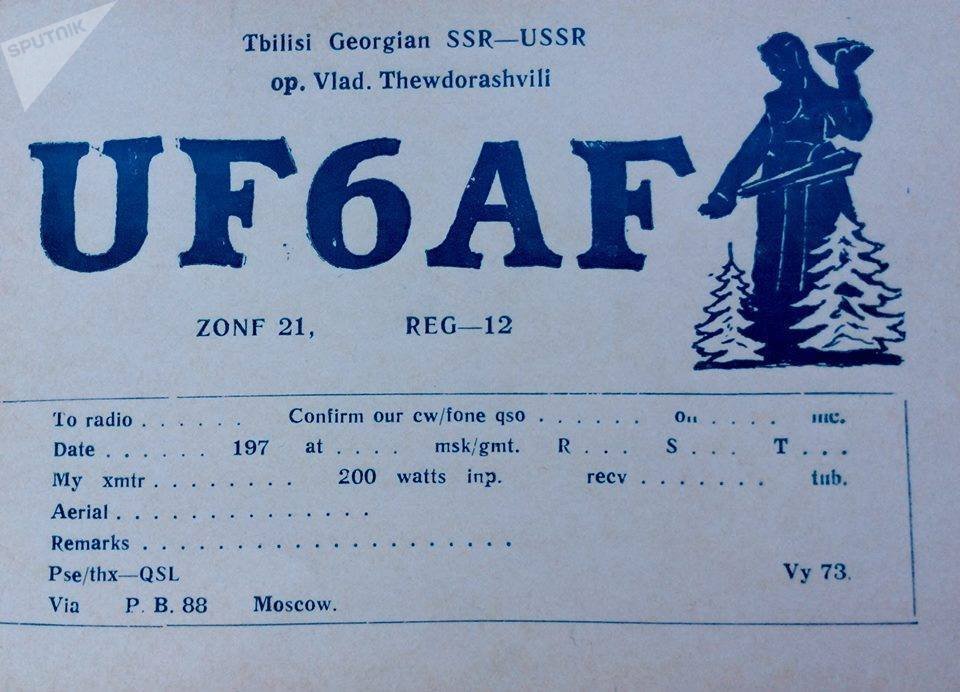 SPUTNIK
Tbilisi Georgian SSR—USSR
op. Vlad. Thewdorashvili
UF6AF
ZONF 21, REG—12
To radio . . . . . . Confirm our cw/fone qso . . . . . . on . . . . mc.
Date . . . . . . 197 at . . . . msk/gmt. R . . . S . . . T . . .
My xmtr . . . . . . . . 200 watts inp. recv . . . . . . . tub.
Aerial . . . . . . . . . . . . . .
Remarks . . . . . . . . . . . . . . . . . . . .
Pse/thx—QSL Vy 73.
Via P. B. 88 Moscow.